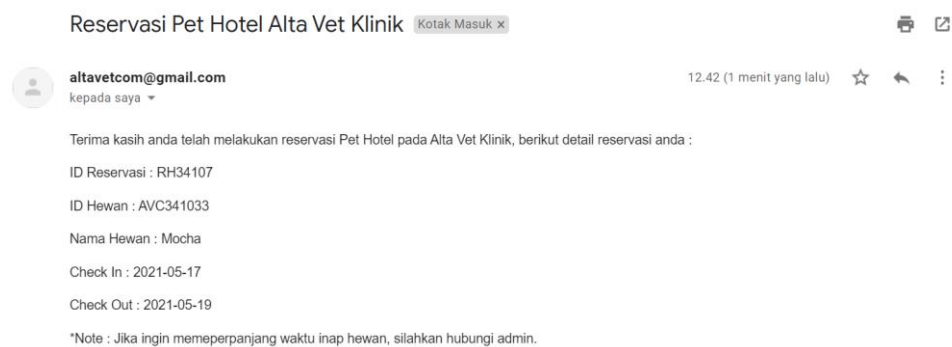 Reservasi Pet Hotel Alta Vet Klinik Kotak Masuk ×
altavetcom@gmail.com 12.42 (1 menit yang lalu)
kepada saya
Terima kasih anda telah melakukan reservasi Pet Hotel pada Alta Vet Klinik, berikut detail reservasi anda :
ID Reservasi : RH34107
ID Hewan : AVC341033
Nama Hewan : Mocha
Check In : 2021-05-17
Check Out : 2021-05-19
*Note : Jika ingin memeperpanjang waktu inap hewan, silahkan hubungi admin.